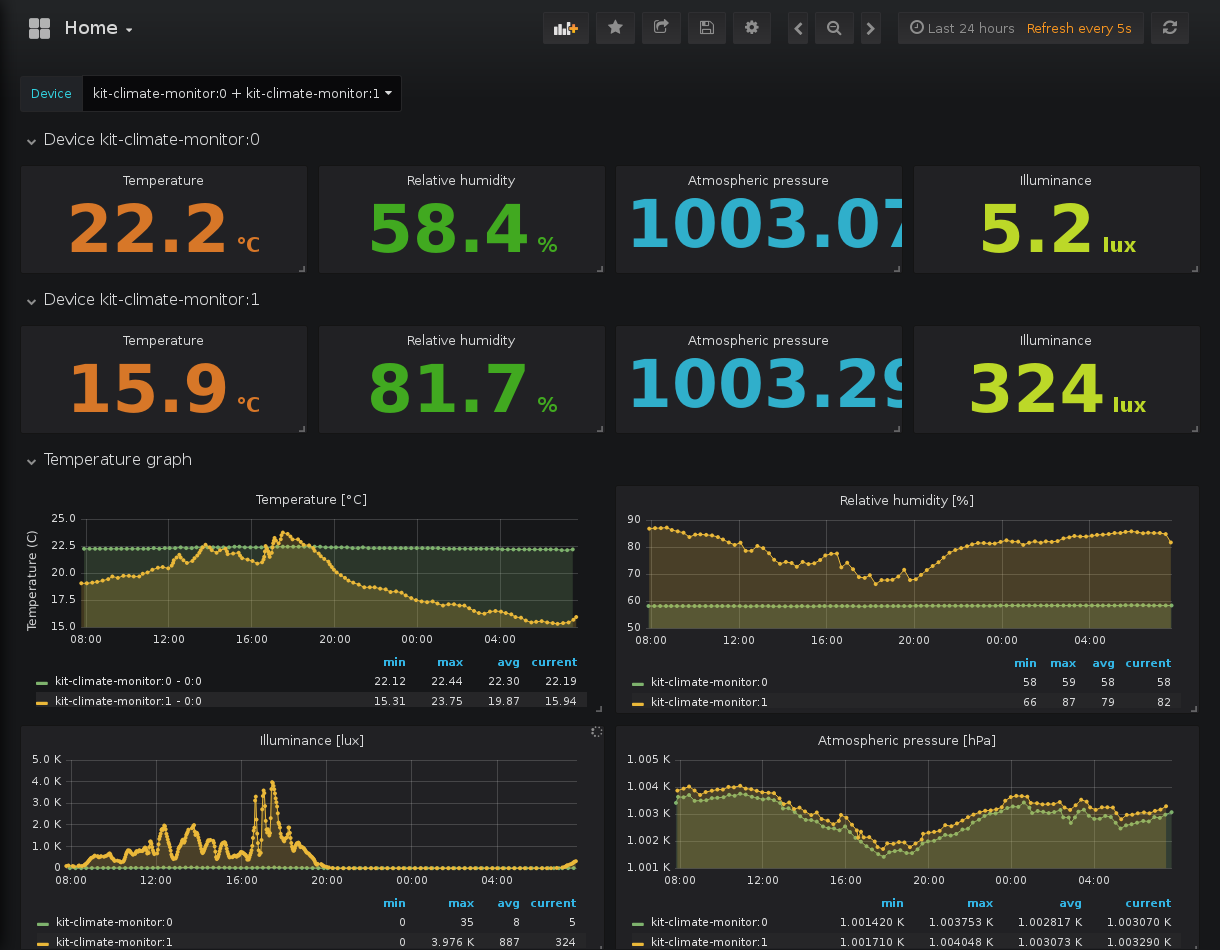 Home
Last 24 hours Refresh every 5s
Device kit-climate-monitor:0 + kit-climate-monitor:1
Device kit-climate-monitor:0
Temperature Relative humidity Atmospheric pressure Illuminance
22.2 °C 58.4 % 1003.07 5.2 lux
Device kit-climate-monitor:1
Temperature Relative humidity Atmospheric pressure Illuminance
15.9 °C 81.7 % 1003.29 324 lux
Temperature graph
Temperature [°C]
Temperature (C)
25.0
22.5
20.0
17.5
15.0
08:00 12:00 16:00 20:00 00:00 04:00
min max avg current
kit-climate-monitor:0 - 0:0 22.12 22.44 22.30 22.19
kit-climate-monitor:1 - 0:0 15.31 23.75 19.87 15.94
Relative humidity [%]
90
80
70
60
50
08:00 12:00 16:00 20:00 00:00 04:00
min max avg current
kit-climate-monitor:0 58 59 58 58
kit-climate-monitor:1 66 87 79 82
Illuminance [lux]
5.0 K
4.0 K
3.0 K
2.0 K
1.0 K
0
08:00 12:00 16:00 20:00 00:00 04:00
min max avg current
kit-climate-monitor:0 0 35 8 5
kit-climate-monitor:1 0 3.976 K 887 324
Atmospheric pressure [hPa]
1.005 K
1.004 K
1.003 K
1.002 K
1.001 K
08:00 12:00 16:00 20:00 00:00 04:00
min max avg current
kit-climate-monitor:0 1.001420 K 1.003753 K 1.002817 K 1.003070 K
kit-climate-monitor:1 1.001710 K 1.004048 K 1.003073 K 1.003290 K